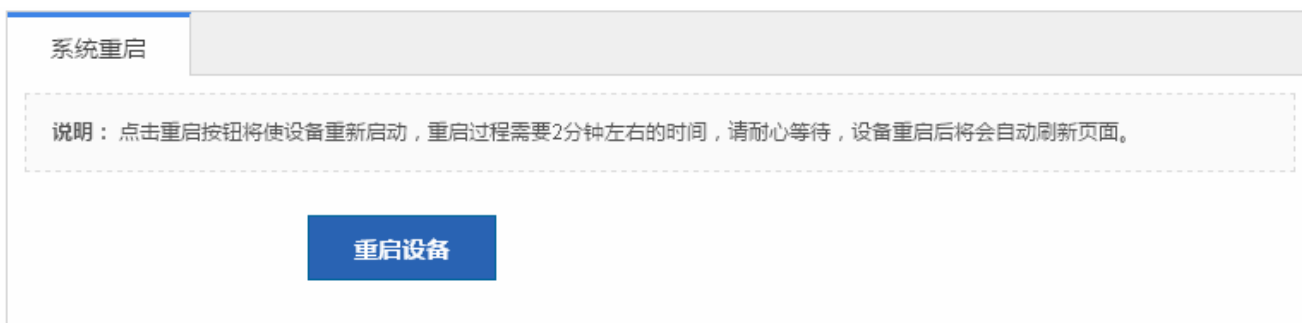 系统重启
说明：点击重启按钮将使设备重新启动，重启过程需要2分钟左右的时间，请耐心等待，设备重启后将会自动刷新页面。
重启设备